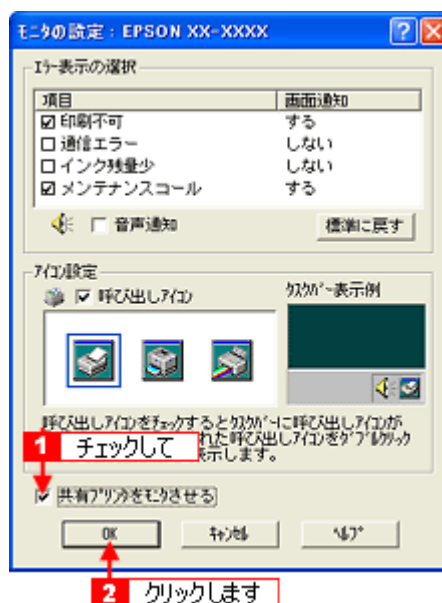 モニタの設定 : EPSON XX-XXXX
エラー表示の選択
項目 画面通知
印刷不可 する
通信エラー しない
インク残量少 しない
メンテナンスコール する
音声通知 標準に戻す
アイコン設定
呼び出しアイコン タスクバー表示例
呼び出しアイコンをチェックするとタスクバーに呼び出しアイコンが
れた呼び出しアイコンをダブルクリック
表示します。
1 チェックして
共有プリンタをモニタさせる
OK キャンセル ヘルプ
2 クリックします